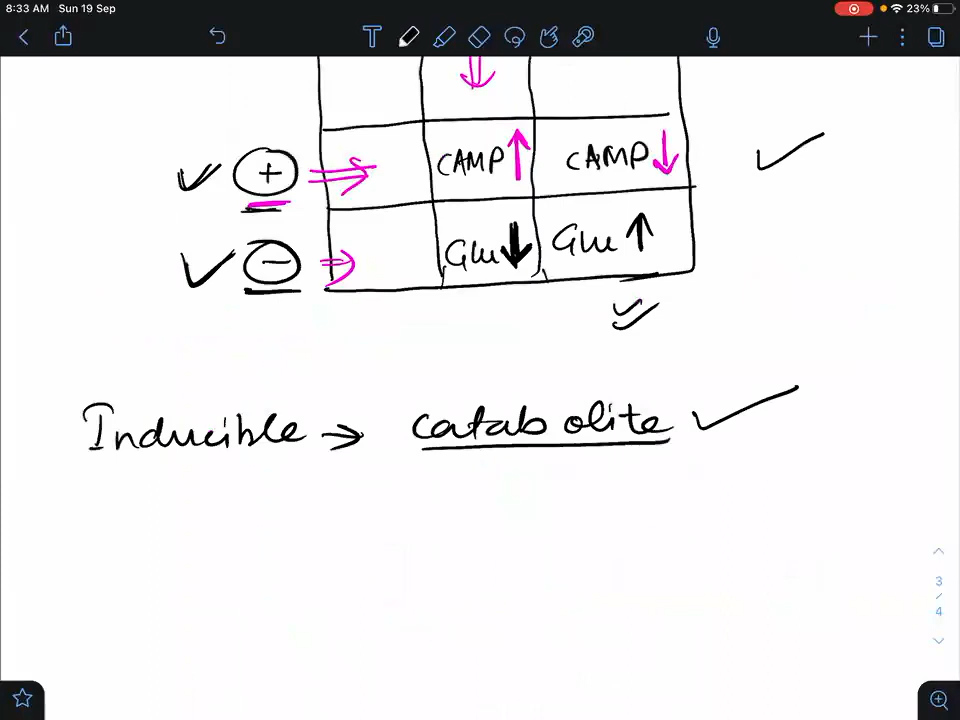 8:33 AM Sun 19 Sep
23%
T
+ CAMP ↑ CAMP ↓
- Glu ↓ Glu ↑
Inducible → catabolite
3
/
4